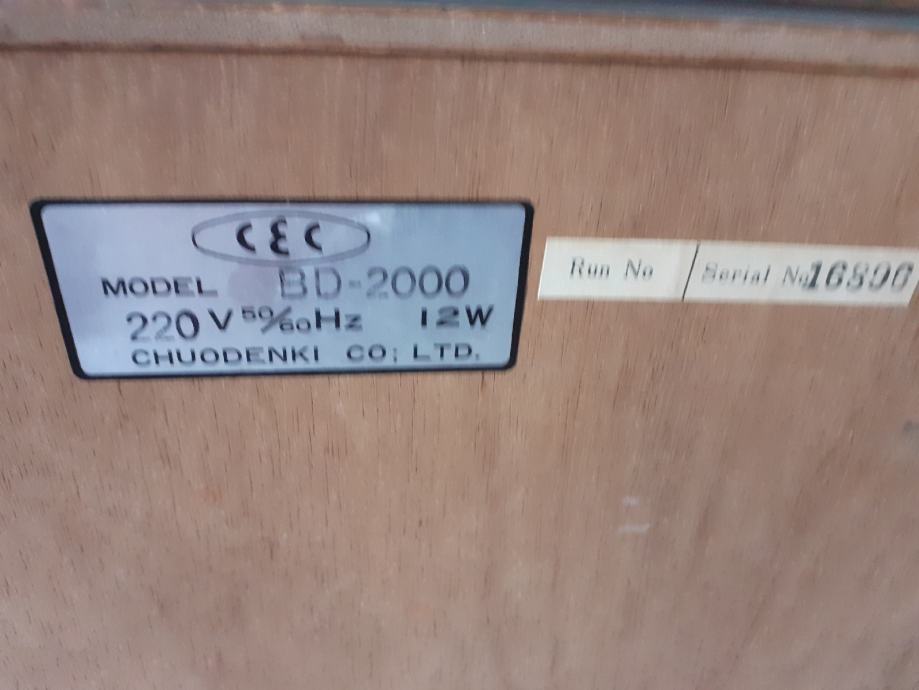 CEC
MODEL BD-2000
220V 50/60Hz 12W
CHUODENKI CO; LTD.
Run No
Serial No 16896